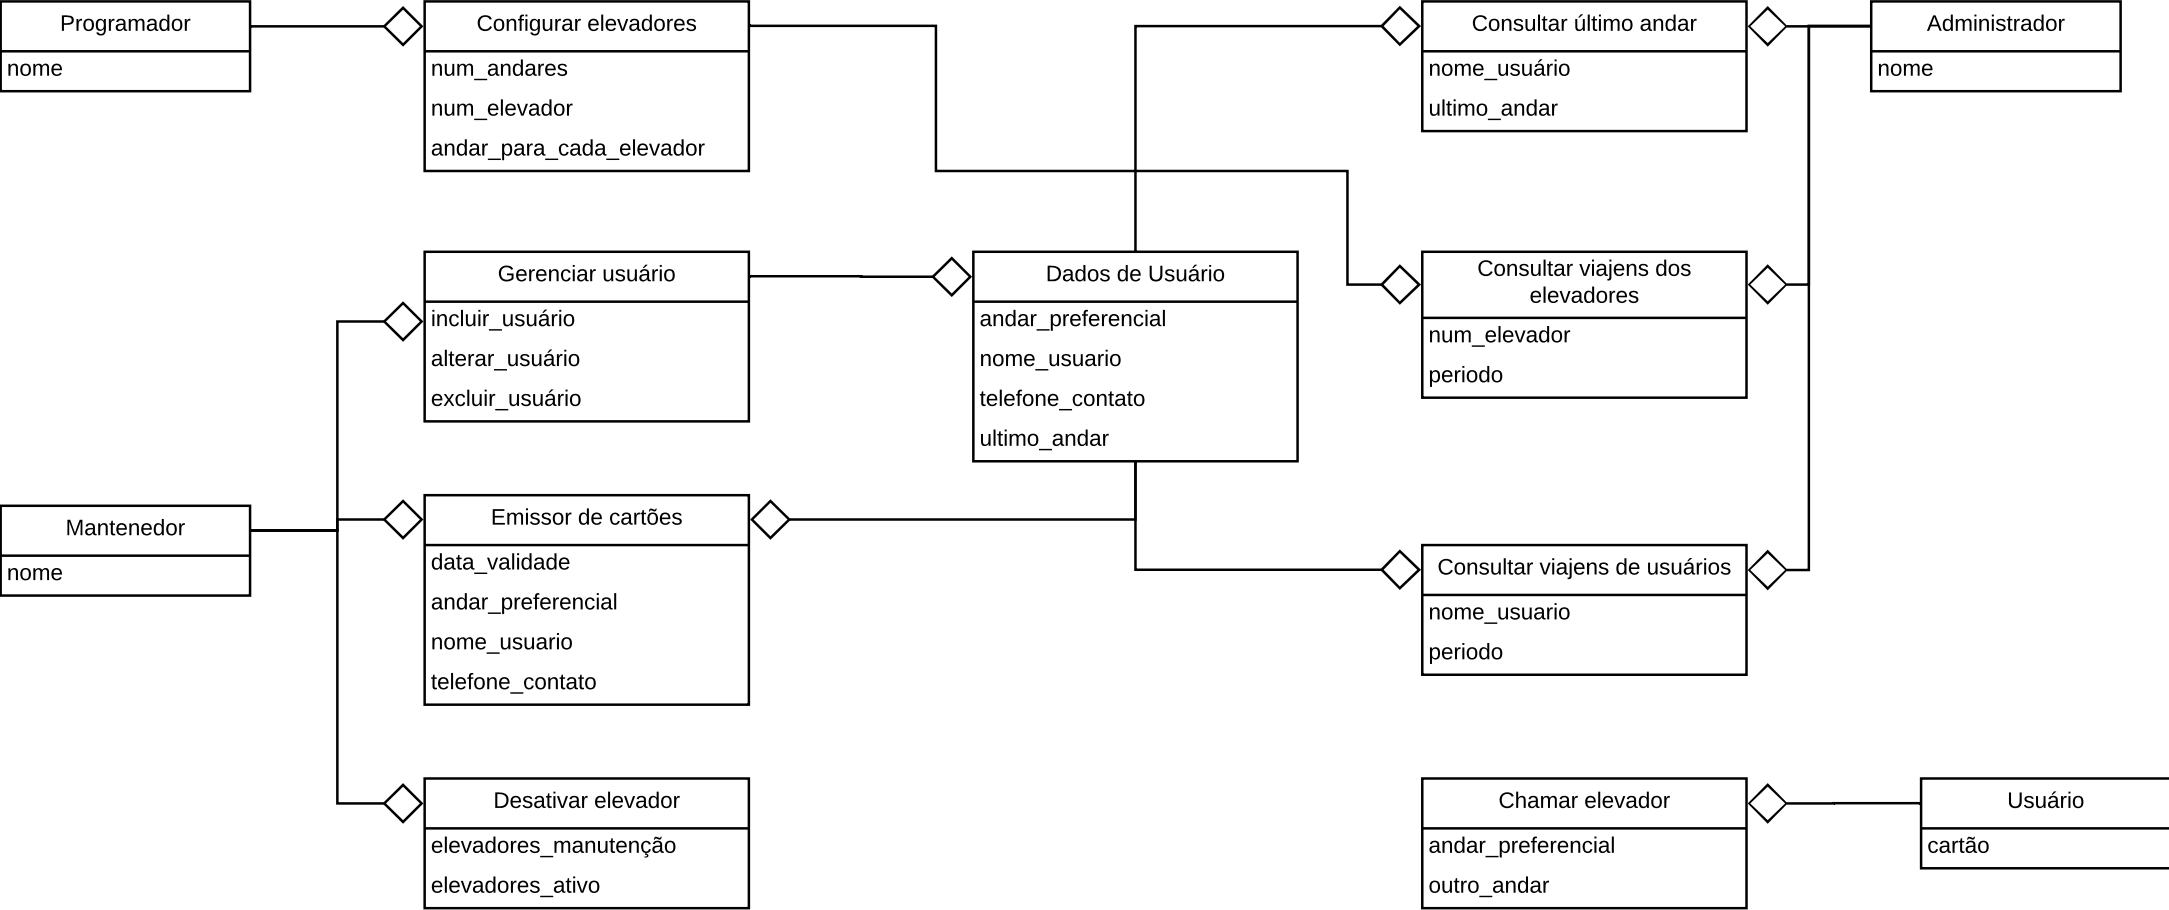 Programador
nome
Configurar elevadores
num_andares
num_elevador
andar_para_cada_elevador
Consultar último andar
nome_usuário
ultimo_andar
Administrador
nome
Gerenciar usuário
incluir_usuário
alterar_usuário
excluir_usuário
Dados de Usuário
andar_preferencial
nome_usuario
telefone_contato
ultimo_andar
Consultar viajens dos
elevadores
num_elevador
periodo
Mantenedor
nome
Emissor de cartões
data_validade
andar_preferencial
nome_usuario
telefone_contato
Consultar viajens de usuários
nome_usuario
periodo
Desativar elevador
elevadores_manutenção
elevadores_ativo
Chamar elevador
andar_preferencial
outro_andar
Usuário
cartão